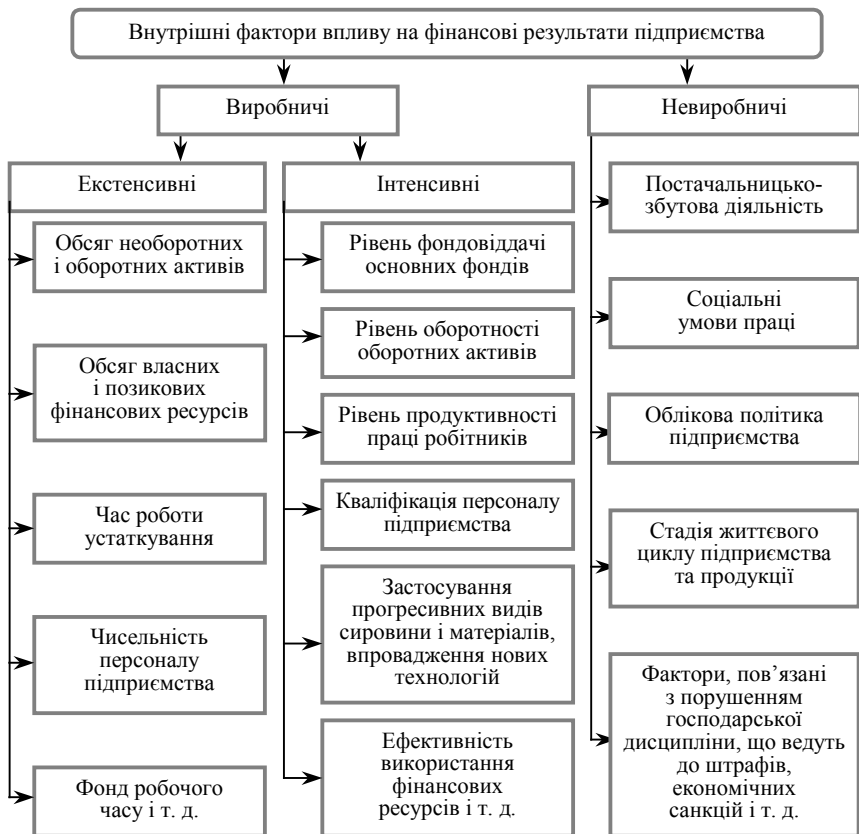 Внутрішні фактори впливу на фінансові результати підприємства
Виробничі
Невиробничі
Екстенсивні
Інтенсивні
Обсяг необоротних
і оборотних активів
Обсяг власних
і позикових
фінансових ресурсів
Час роботи
устаткування
Чисельність
персоналу
підприємства
Фонд робочого
часу і т. д.
Рівень фондовіддачі
основних фондів
Рівень оборотності
оборотних активів
Рівень продуктивності
праці робітників
Кваліфікація персоналу
підприємства
Застосування
прогресивних видів
сировини і матеріалів,
впровадження нових
технологій
Ефективність
використання
фінансових
ресурсів і т. д.
Постачальницько-
збутова діяльність
Соціальні
умови праці
Облікова політика
підприємства
Стадія життєвого
циклу підприємства
та продукції
Фактори, пов’язані
з порушенням
господарської
дисципліни, що ведуть
до штрафів,
економічних
санкцій і т. д.